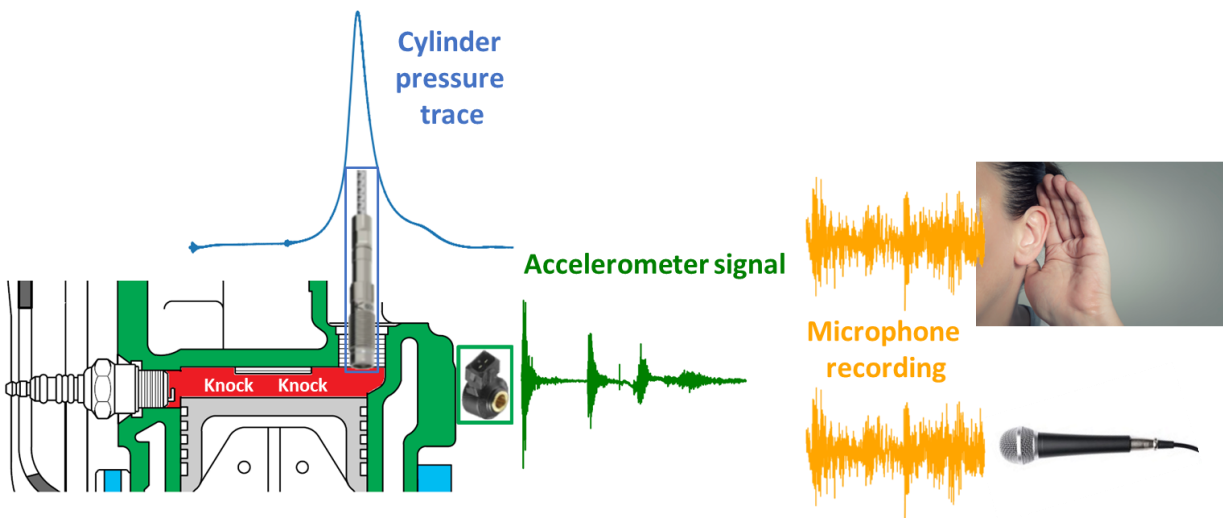 Cylinder
pressure
trace
Accelerometer signal
Microphone
recording
Knock Knock